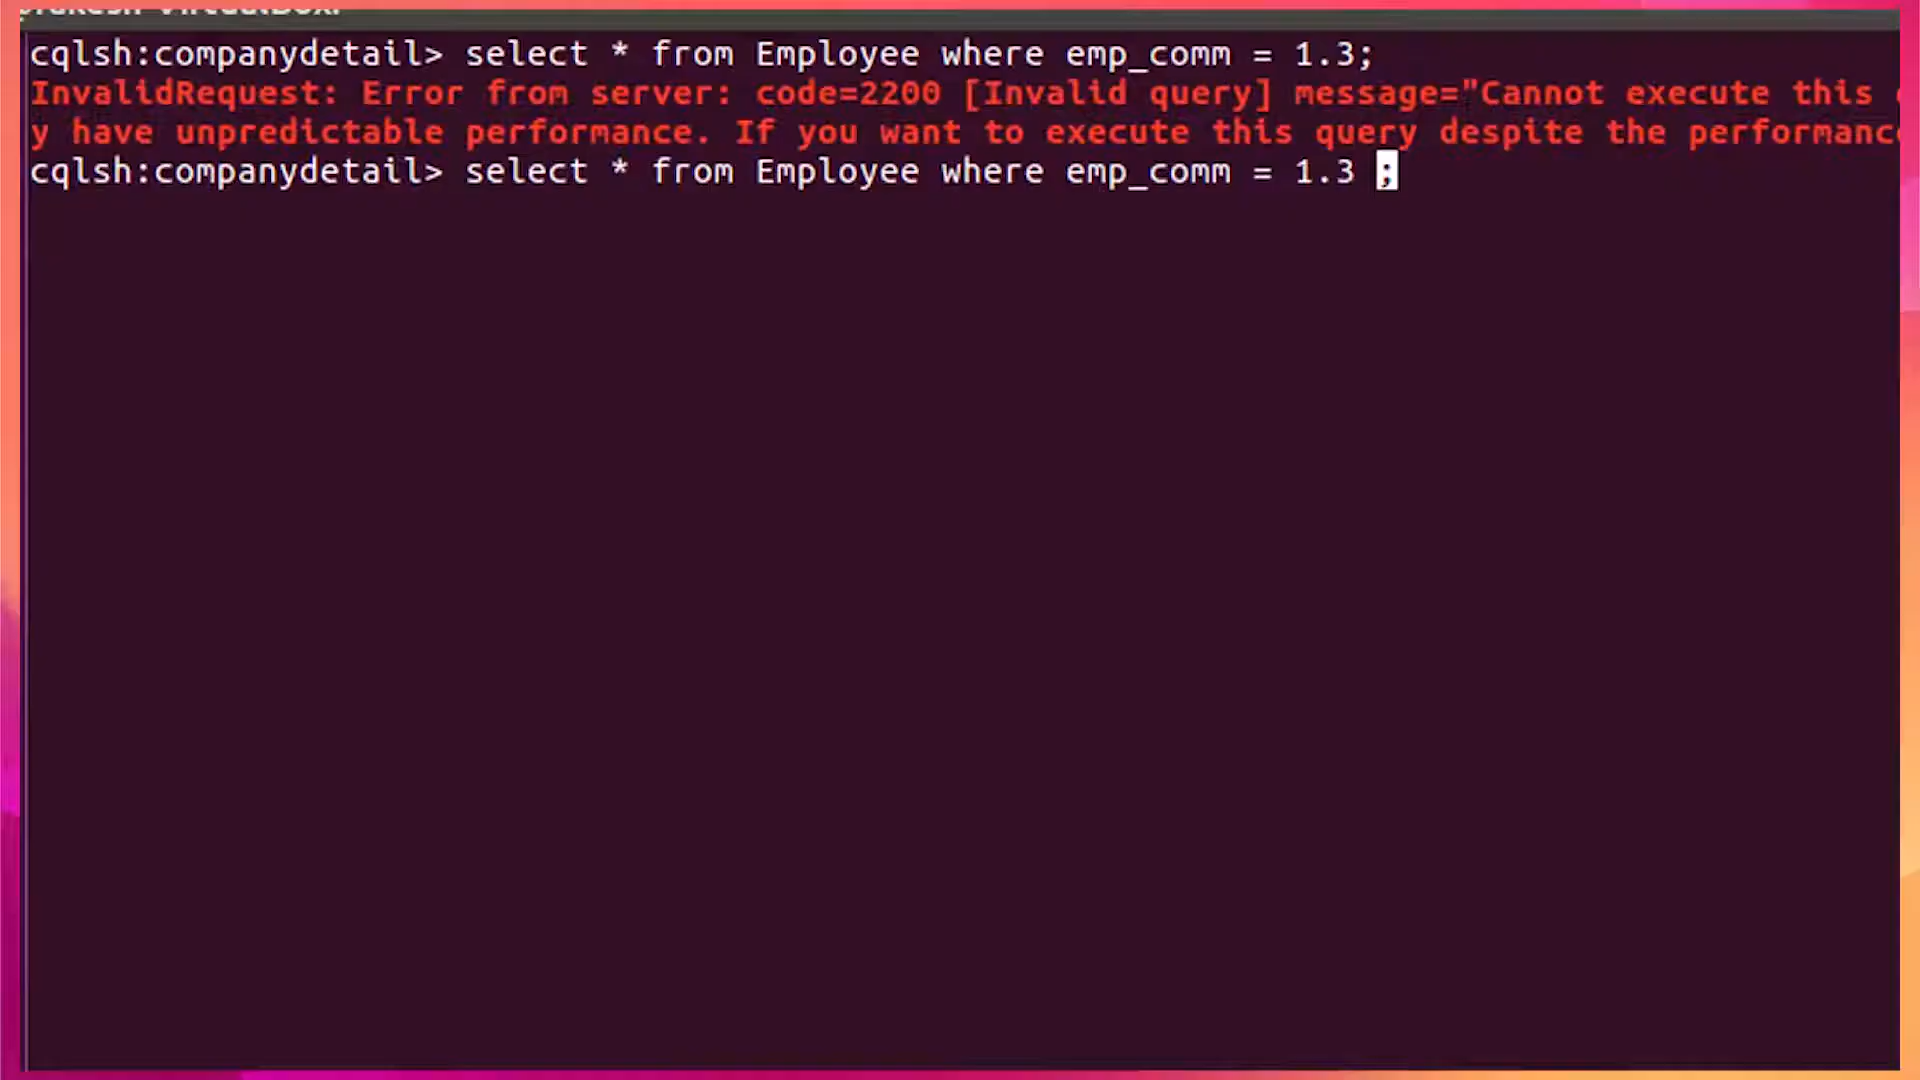 cqlsh:companydetail> select * from Employee where emp_comm = 1.3;
InvalidRequest: Error from server: code=2200 [Invalid query] message="Cannot execute this
y have unpredictable performance. If you want to execute this query despite the performanc
cqlsh:companydetail> select * from Employee where emp_comm = 1.3 ;